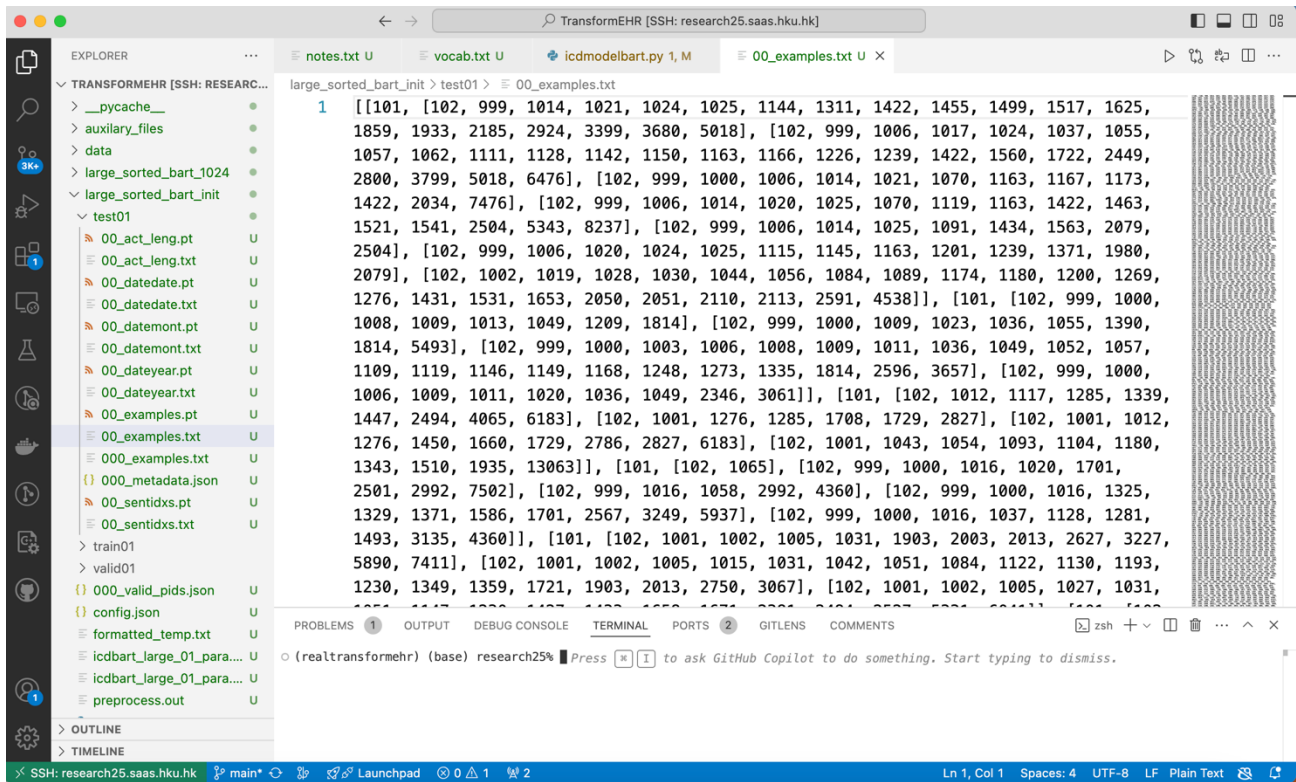 TransformEHR [SSH: research25.saas.hku.hk]
EXPLORER
notes.txt U
vocab.txt U
icdmodelbart.py 1, M
00_examples.txt U
TRANSFORMEHR [SSH: RESEARC...
__pycache__
auxilary_files
data
large_sorted_bart_1024
large_sorted_bart_init
test01
00_act_leng.pt U
00_act_leng.txt U
00_datedate.pt U
00_datedate.txt U
00_datemont.pt U
00_datemont.txt U
00_dateyear.pt U
00_dateyear.txt U
00_examples.pt U
00_examples.txt U
000_examples.txt U
000_metadata.json U
00_sentidxs.pt U
00_sentidxs.txt U
train01
valid01
000_valid_pids.json U
config.json U
formatted_temp.txt U
icdbart_large_01_para.... U
icdbart_large_01_para.... U
preprocess.out U
OUTLINE
TIMELINE
3K+
1
1
large_sorted_bart_init > test01 > 00_examples.txt
1 [[101, [102, 999, 1014, 1021, 1024, 1025, 1144, 1311, 1422, 1455, 1499, 1517, 1625,
1859, 1933, 2185, 2924, 3399, 3680, 5018], [102, 999, 1006, 1017, 1024, 1037, 1055,
1057, 1062, 1111, 1128, 1142, 1150, 1163, 1166, 1226, 1239, 1422, 1560, 1722, 2449,
2800, 3799, 5018, 6476], [102, 999, 1000, 1006, 1014, 1021, 1070, 1163, 1167, 1173,
1422, 2034, 7476], [102, 999, 1006, 1014, 1020, 1025, 1070, 1119, 1163, 1422, 1463,
1521, 1541, 2504, 5343, 8237], [102, 999, 1006, 1014, 1025, 1091, 1434, 1563, 2079,
2504], [102, 999, 1006, 1020, 1024, 1025, 1115, 1145, 1163, 1201, 1239, 1371, 1980,
2079], [102, 1002, 1019, 1028, 1030, 1044, 1056, 1084, 1089, 1174, 1180, 1200, 1269,
1276, 1431, 1531, 1653, 2050, 2051, 2110, 2113, 2591, 4538]], [101, [102, 999, 1000,
1008, 1009, 1013, 1049, 1209, 1814], [102, 999, 1000, 1009, 1023, 1036, 1055, 1390,
1814, 5493], [102, 999, 1000, 1003, 1006, 1008, 1009, 1011, 1036, 1049, 1052, 1057,
1109, 1119, 1146, 1149, 1168, 1248, 1273, 1335, 1814, 2596, 3657], [102, 999, 1000,
1006, 1009, 1011, 1020, 1036, 1049, 2346, 3061]], [101, [102, 1012, 1117, 1285, 1339,
1447, 2494, 4065, 6183], [102, 1001, 1276, 1285, 1708, 1729, 2827], [102, 1001, 1012,
1276, 1450, 1660, 1729, 2786, 2827, 6183], [102, 1001, 1043, 1054, 1093, 1104, 1180,
1343, 1510, 1935, 13063]], [101, [102, 1065], [102, 999, 1000, 1016, 1020, 1701,
2501, 2992, 7502], [102, 999, 1016, 1058, 2992, 4360], [102, 999, 1000, 1016, 1325,
1329, 1371, 1586, 1701, 2567, 3249, 5937], [102, 999, 1000, 1016, 1037, 1128, 1281,
1493, 3135, 4360]], [101, [102, 1001, 1002, 1005, 1031, 1903, 2003, 2013, 2627, 3227,
5890, 7411], [102, 1001, 1002, 1005, 1015, 1031, 1042, 1051, 1084, 1122, 1130, 1193,
1230, 1349, 1359, 1721, 1903, 2013, 2750, 3067], [102, 1001, 1002, 1005, 1027, 1031,
PROBLEMS 1 OUTPUT DEBUG CONSOLE TERMINAL PORTS 2 GITLENS COMMENTS
zsh
(realtransformehr) (base) research25% Press ⌘ I to ask GitHub Copilot to do something. Start typing to dismiss.
SSH: research25.saas.hku.hk main* Launchpad 0 1 2 Ln 1, Col 1 Spaces: 4 UTF-8 LF Plain Text